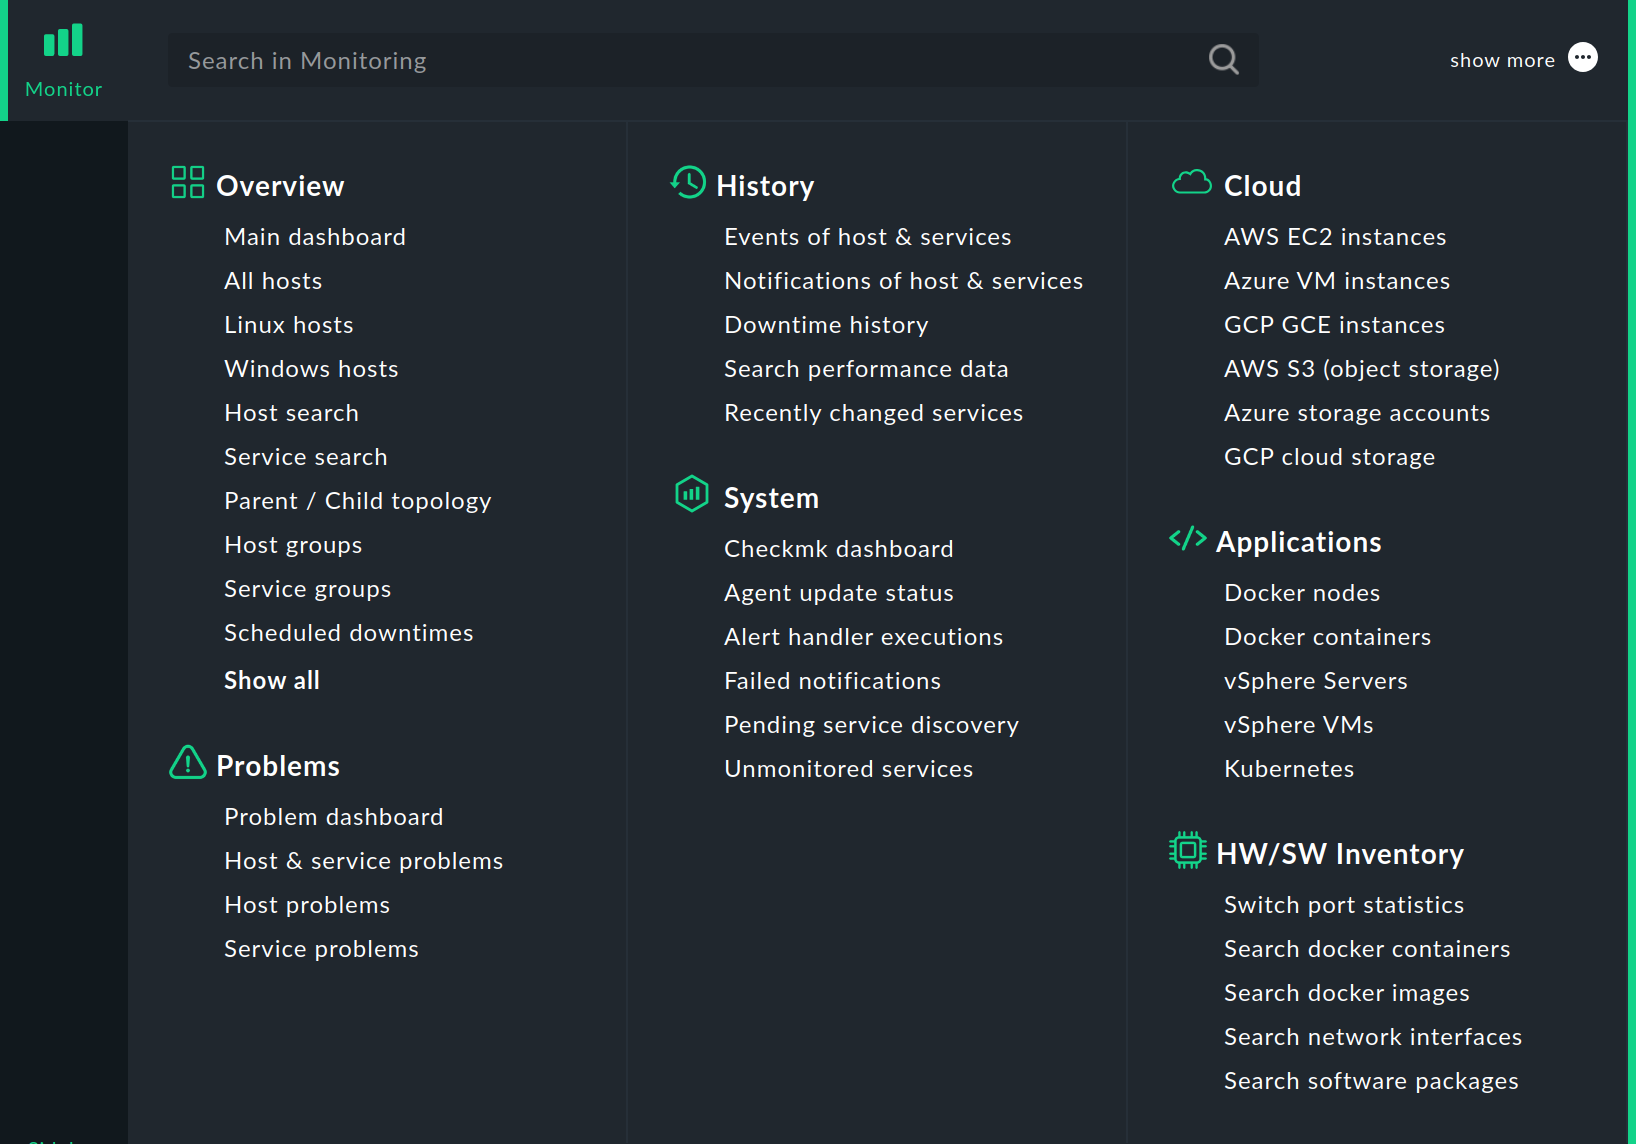 Monitor
Search in Monitoring
show more
Overview
Main dashboard
All hosts
Linux hosts
Windows hosts
Host search
Service search
Parent / Child topology
Host groups
Service groups
Scheduled downtimes
Show all
Problems
Problem dashboard
Host & service problems
Host problems
Service problems
History
Events of host & services
Notifications of host & services
Downtime history
Search performance data
Recently changed services
System
Checkmk dashboard
Agent update status
Alert handler executions
Failed notifications
Pending service discovery
Unmonitored services
Cloud
AWS EC2 instances
Azure VM instances
GCP GCE instances
AWS S3 (object storage)
Azure storage accounts
GCP cloud storage
Applications
Docker nodes
Docker containers
vSphere Servers
vSphere VMs
Kubernetes
HW/SW Inventory
Switch port statistics
Search docker containers
Search docker images
Search network interfaces
Search software packages